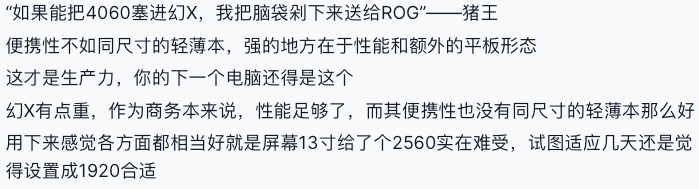 “如果能把4060塞进幻X，我把脑袋剁下来送给ROG”——猪王
便携性不如同尺寸的轻薄本，强的地方在于性能和额外的平板形态
这才是生产力，你的下一个电脑还得是这个
幻X有点重，作为商务本来说，性能足够了，而其便携性也没有同尺寸的轻薄本那么好
用下来感觉各方面都相当好就是屏幕13寸给了个2560实在难受，试图适应几天还是觉
得设置成1920合适